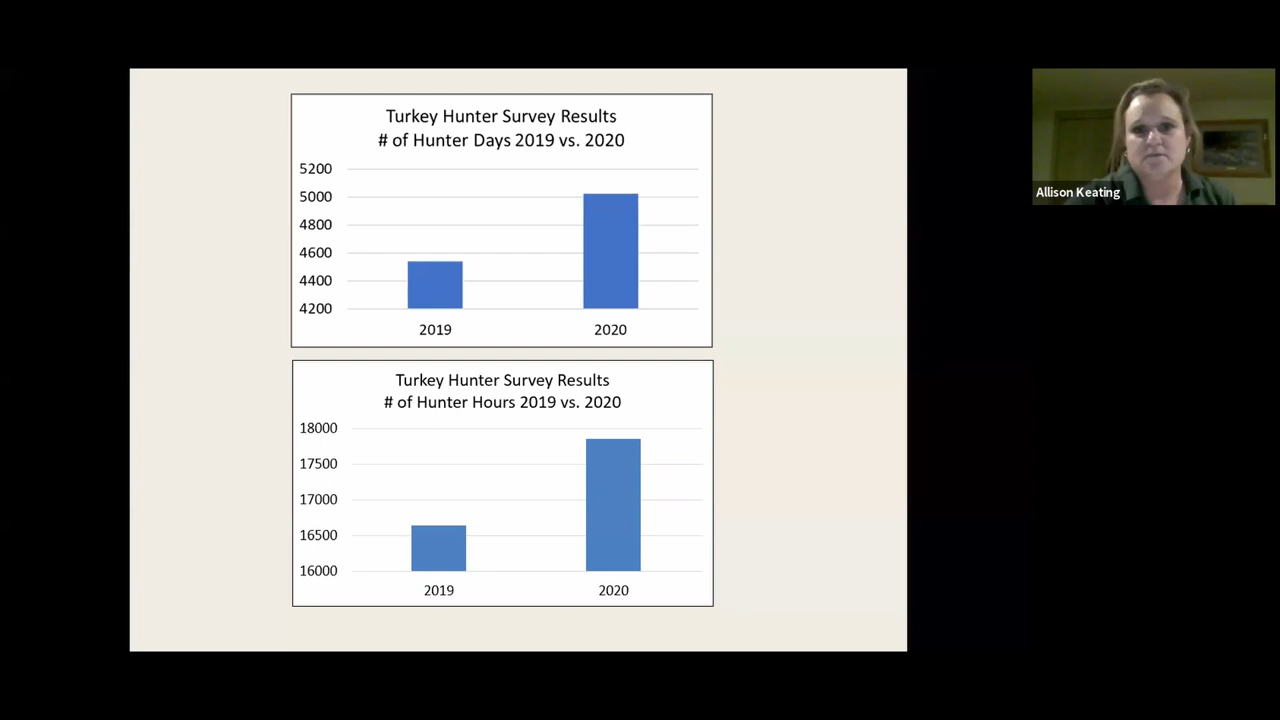 Turkey Hunter Survey Results
# of Hunter Days 2019 vs. 2020
5200
5000
4800
4600
4400
4200
2019 2020
Turkey Hunter Survey Results
# of Hunter Hours 2019 vs. 2020
18000
17500
17000
16500
16000
2019 2020
Allison Keating